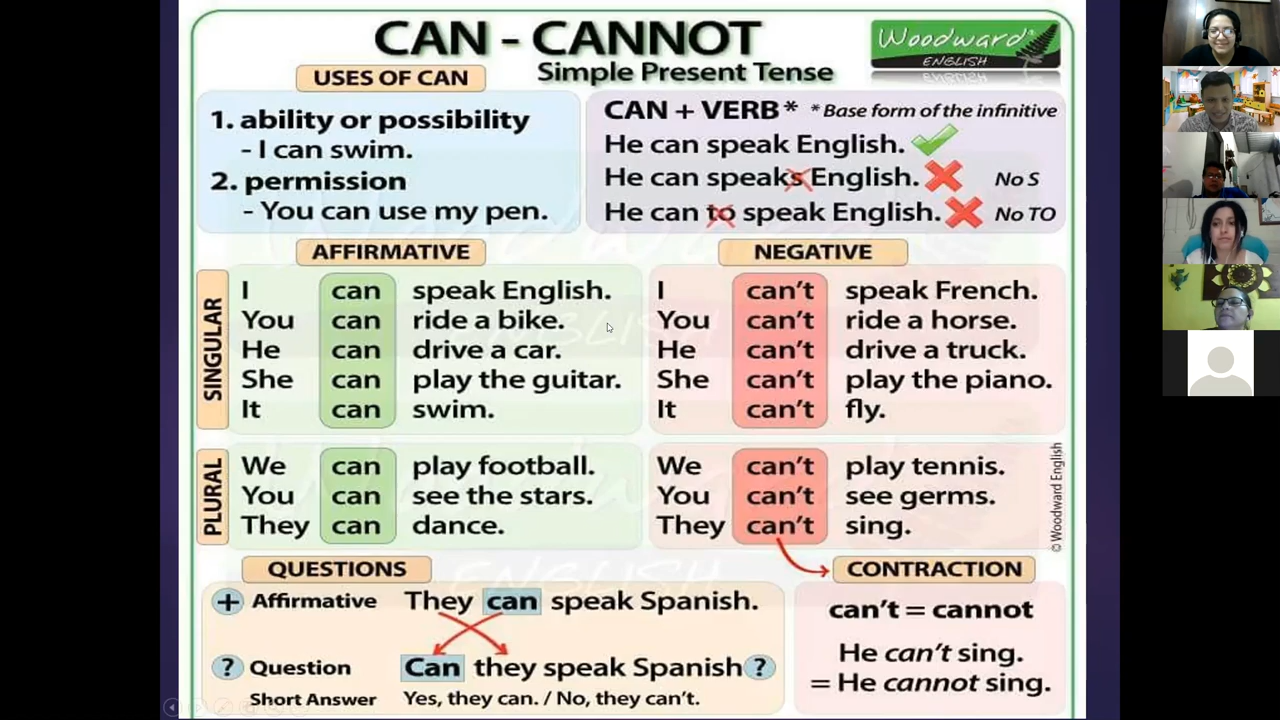 CAN - CANNOT
Simple Present Tense
Woodward®
ENGLISH
USES OF CAN
1. ability or possibility
- I can swim.
2. permission
- You can use my pen.
CAN + VERB* * Base form of the infinitive
He can speak English.
He can speaks English. No S
He can to speak English. No TO
AFFIRMATIVE
SINGULAR
I can speak English.
You can ride a bike.
He can drive a car.
She can play the guitar.
It can swim.
PLURAL
We can play football.
You can see the stars.
They can dance.
NEGATIVE
I can't speak French.
You can't ride a horse.
He can't drive a truck.
She can't play the piano.
It can't fly.
We can't play tennis.
You can't see germs.
They can't sing.
© Woodward English
QUESTIONS
+ Affirmative They can speak Spanish.
? Question Can they speak Spanish?
Short Answer Yes, they can. / No, they can't.
CONTRACTION
can't = cannot
He can't sing.
= He cannot sing.